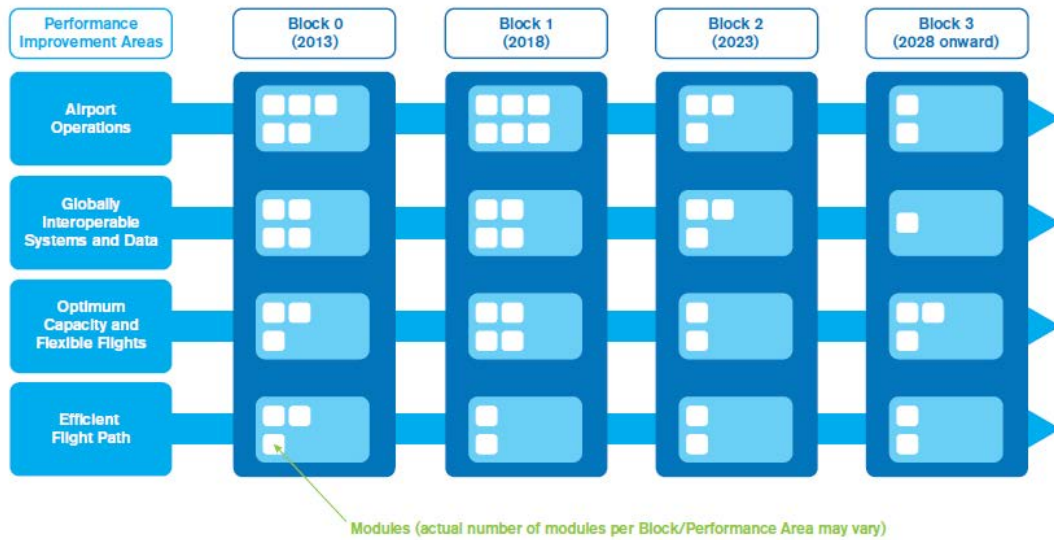 Performance
Improvement Areas
Block 0
(2013)
Block 1
(2018)
Block 2
(2023)
Block 3
(2028 onward)
Airport
Operations
Globally
Interoperable
Systems and Data
Optimum
Capacity and
Flexible Flights
Efficient
Flight Path
Modules (actual number of modules per Block/Performance Area may vary)